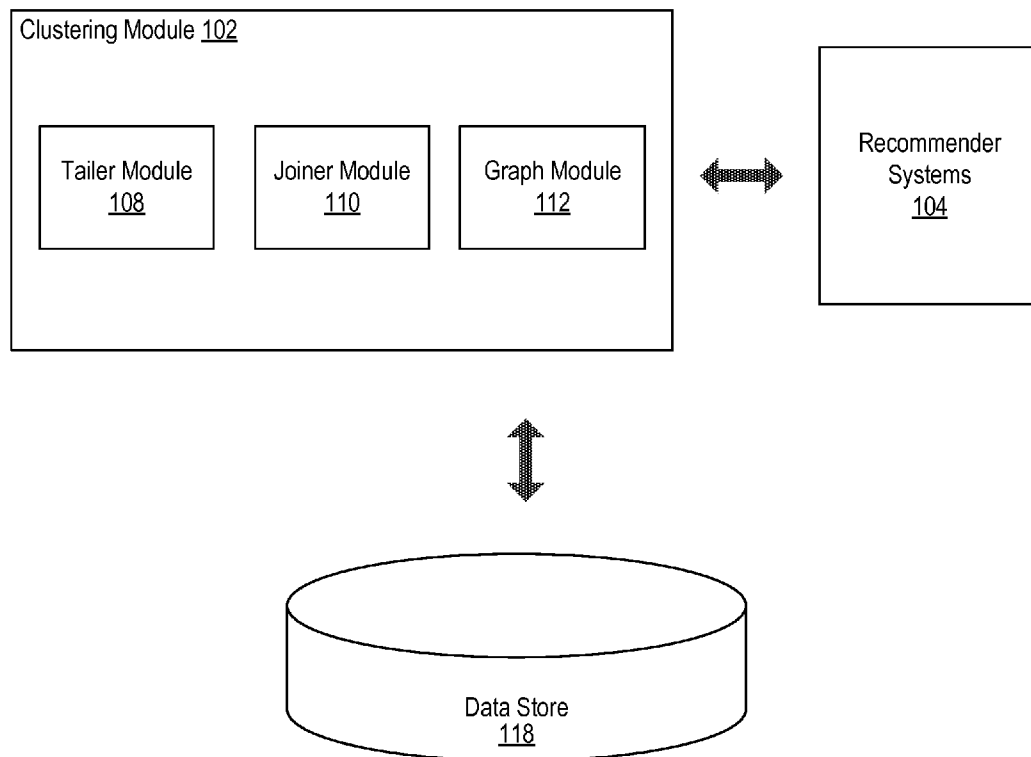 Clustering Module 102
Tailer Module
108
Joiner Module
110
Graph Module
112
Recommender
Systems
104
Data Store
118